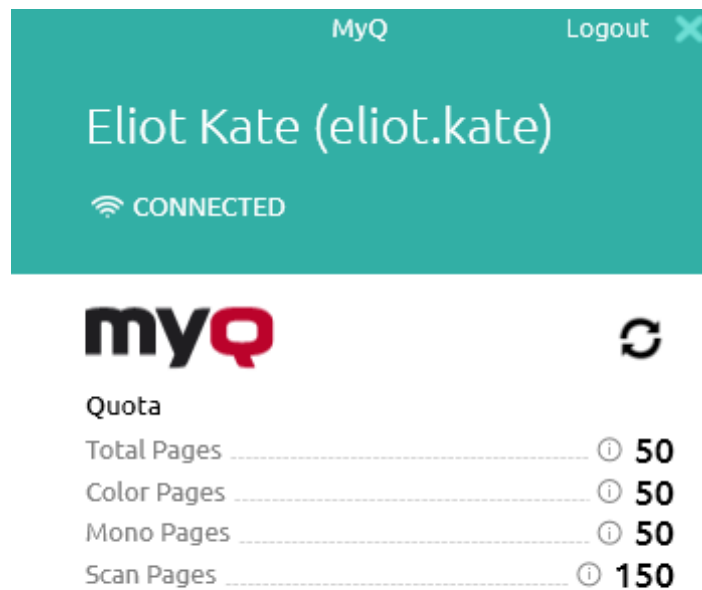 MyQ Logout
Eliot Kate (eliot.kate)
CONNECTED
myQ
Quota
Total Pages 50
Color Pages 50
Mono Pages 50
Scan Pages 150